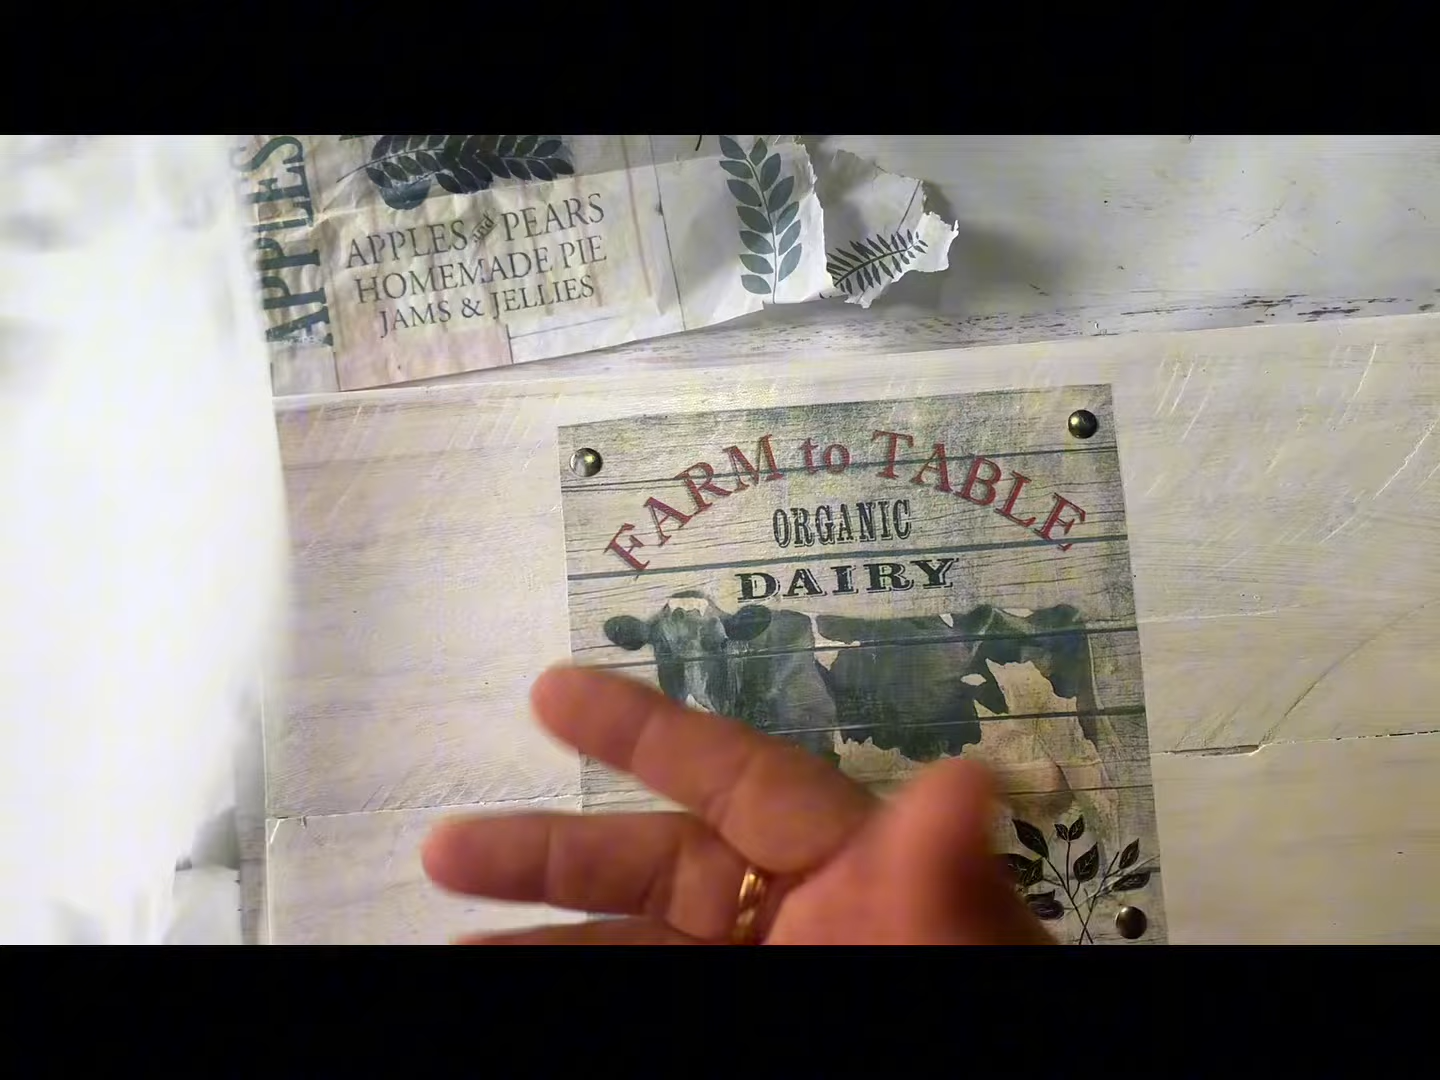 APPLES
APPLES and PEARS
HOMEMADE PIE
JAMS & JELLIES
FARM to TABLE
ORGANIC
DAIRY